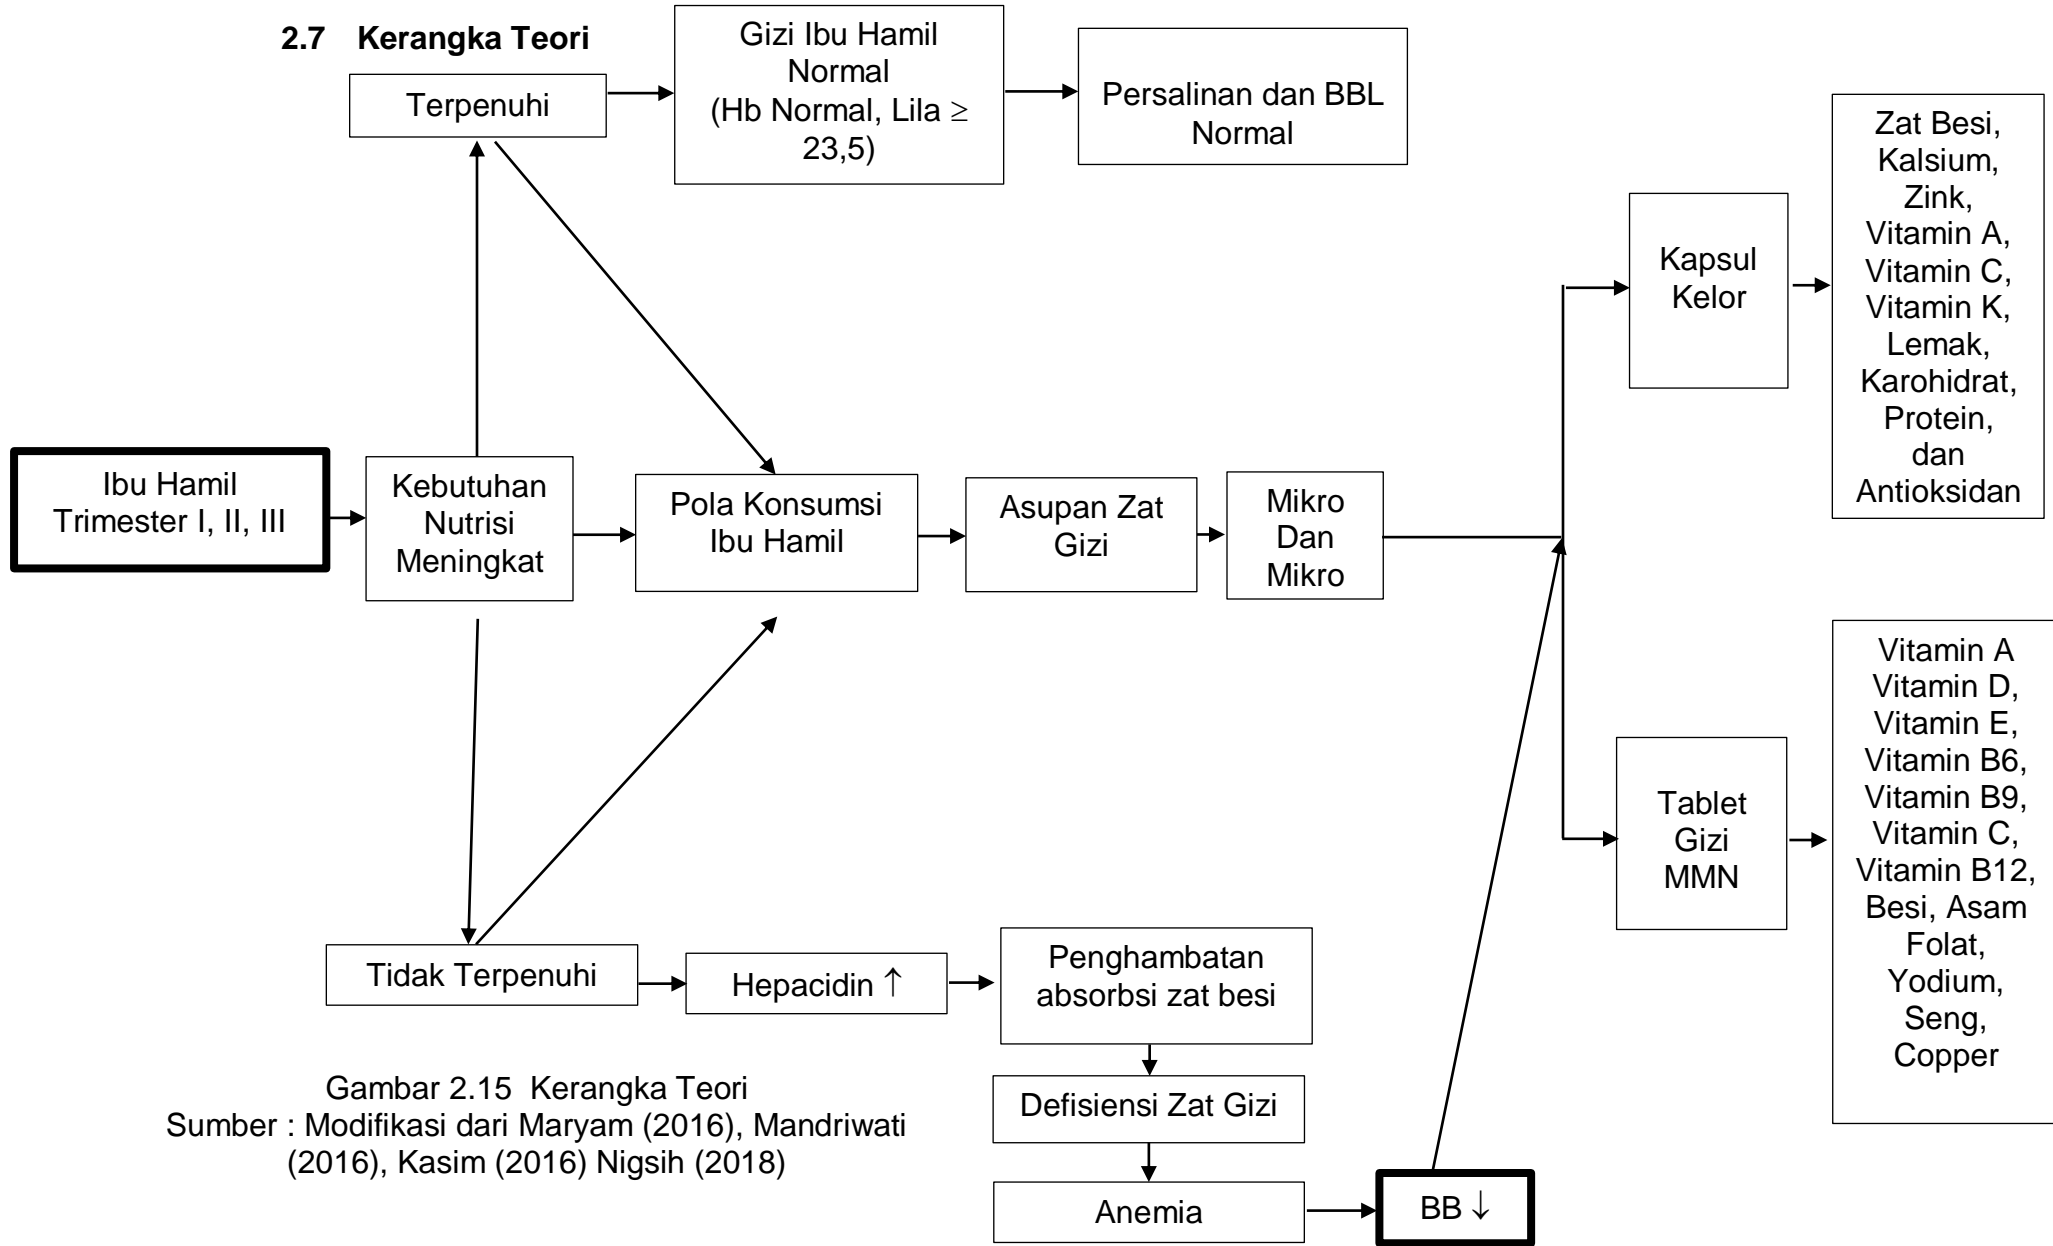 2.7 Kerangka Teori
Terpenuhi
Gizi Ibu Hamil
Normal
(Hb Normal, Lila ≥
23,5)
Persalinan dan BBL
Normal
Ibu Hamil
Trimester I, II, III
Kebutuhan
Nutrisi
Meningkat
Pola Konsumsi
Ibu Hamil
Asupan Zat
Gizi
Mikro
Dan
Mikro
Kapsul
Kelor
Zat Besi,
Kalsium,
Zink,
Vitamin A,
Vitamin C,
Vitamin K,
Lemak,
Karohidrat,
Protein,
dan
Antioksidan
Tablet
Gizi
MMN
Vitamin A
Vitamin D,
Vitamin E,
Vitamin B6,
Vitamin B9,
Vitamin C,
Vitamin B12,
Besi, Asam
Folat,
Yodium,
Seng,
Copper
Tidak Terpenuhi
Hepacidin ↑
Penghambatan
absorbsi zat besi
Defisiensi Zat Gizi
Anemia
BB ↓
Gambar 2.15 Kerangka Teori
Sumber : Modifikasi dari Maryam (2016), Mandriwati
(2016), Kasim (2016) Nigsih (2018)